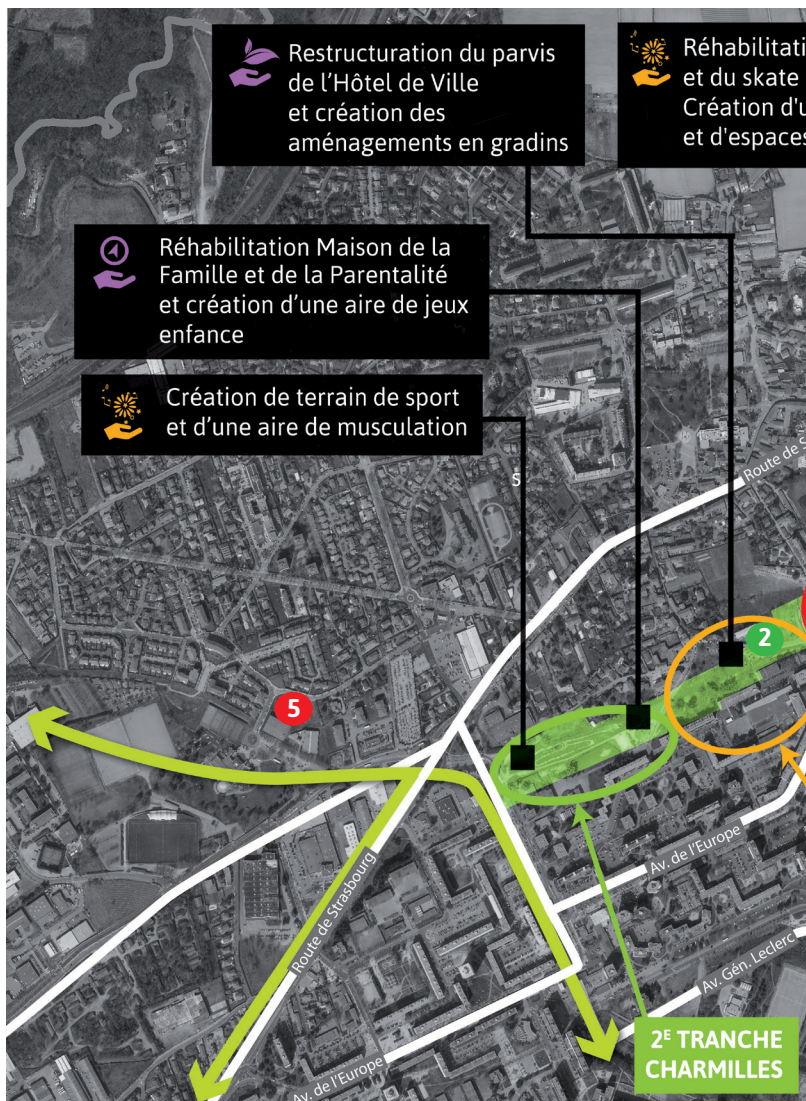 Restructuration du parvis
de l'Hôtel de Ville
et création des
aménagements en gradins
et du skate
et d'espaces
Réhabilitation Maison de la
Famille et de la Parentalité
et création d'une aire de jeux
enfance
Création de terrain de sport
et d'une aire de musculation
S
Route de S
2
5
Route de Strasbourg
Av. de l'Europe
Av. Gén. Leclerc
Av. de l'Europe
2E TRANCHE
CHARMILLES